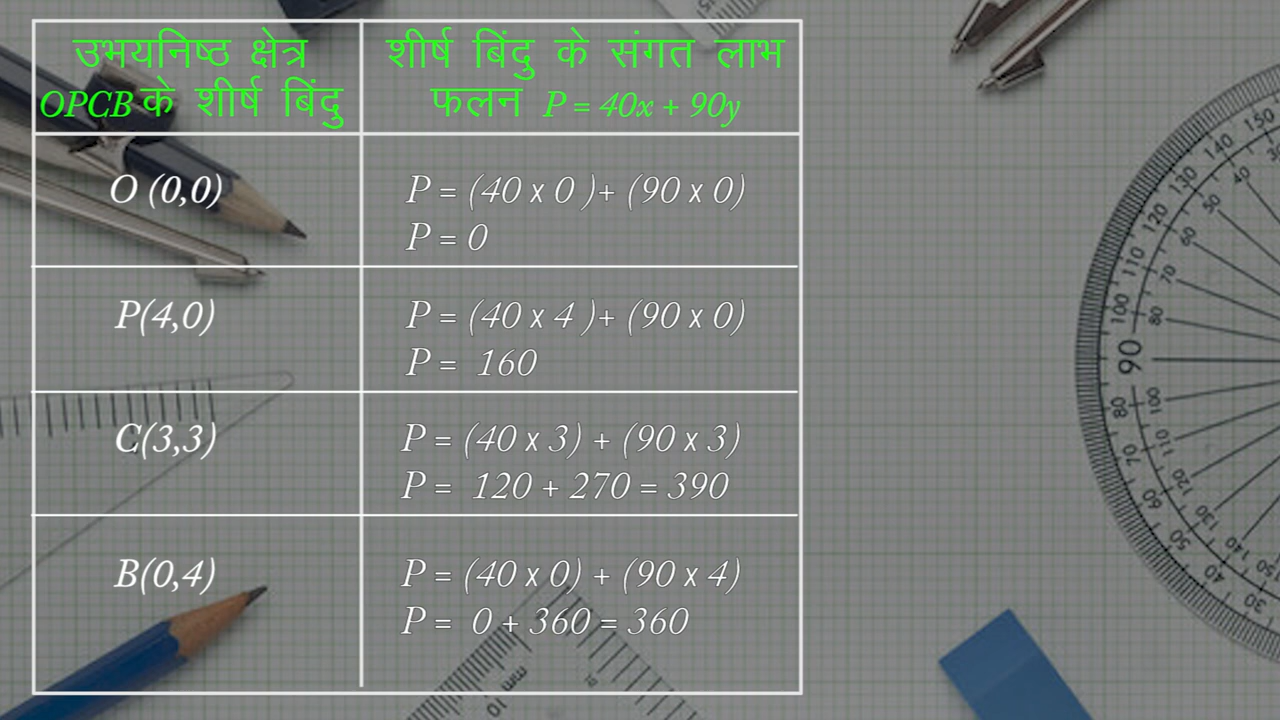 उभयनिष्ठ क्षेत्र
OPCB के शीर्ष बिंदु
शीर्ष बिंदु के संगत लाभ
फलन P = 40x + 90y
O (0,0)
P = (40 x 0 )+ (90 x 0)
P = 0
P(4,0)
P = (40 x 4 )+ (90 x 0)
P = 160
C(3,3)
P = (40 x 3) + (90 x 3)
P = 120 + 270 = 390
B(0,4)
P = (40 x 0) + (90 x 4)
P = 0 + 360 = 360